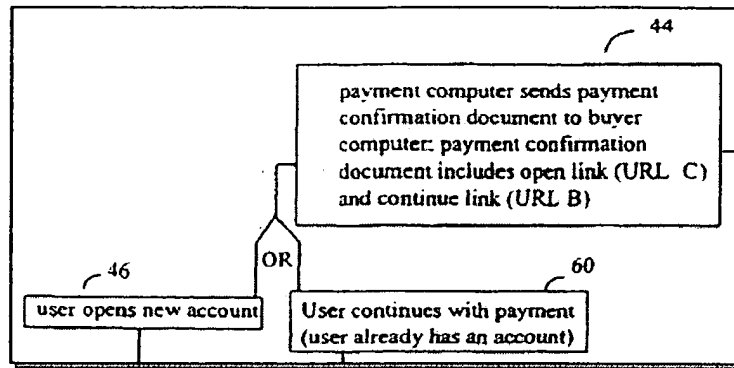 44
payment computer sends payment
confirmation document to buyer
computer: payment confirmation
document includes open link (URL C)
and continue link (URL B)
OR
46
60
user opens new account
User continues with payment
(user already has an account)